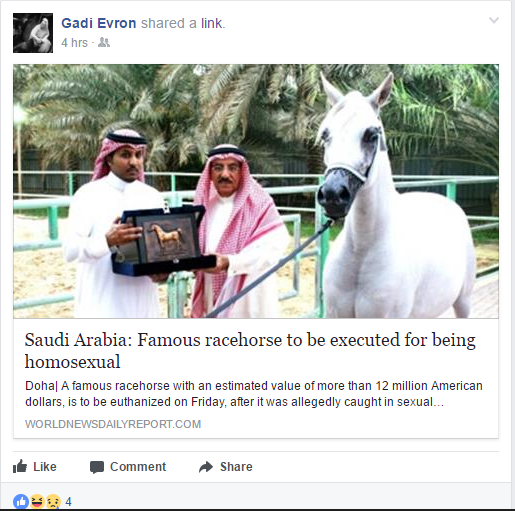 Gadi Evron shared a link.
4 hrs ·
Saudi Arabia: Famous racehorse to be executed for being
homosexual
Doha| A famous racehorse with an estimated value of more than 12 million American
dollars, is to be euthanized on Friday, after it was allegedly caught in sexual...
WORLDNEWSDAILYREPORT.COM
Like Comment Share
4